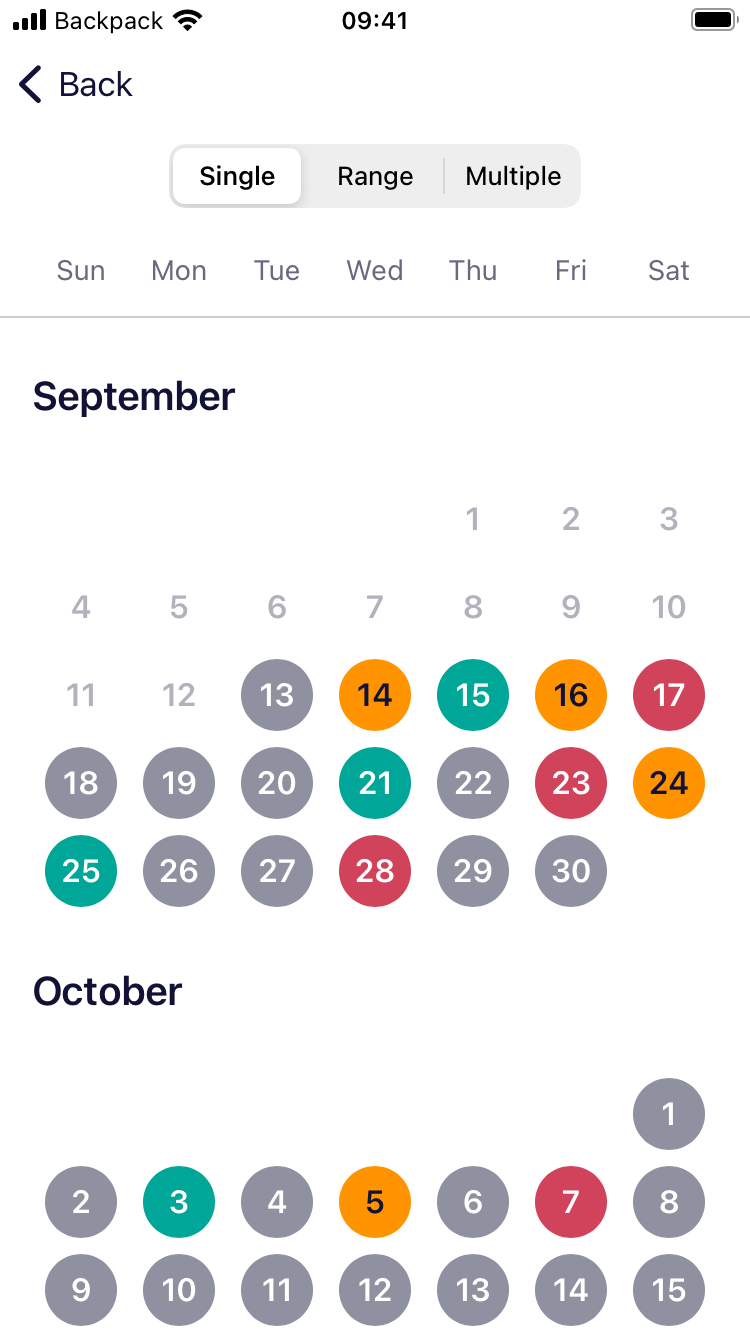 Backpack 09:41
Back
Single Range Multiple
Sun Mon Tue Wed Thu Fri Sat
September
1 2 3
4 5 6 7 8 9 10
11 12 13 14 15 16 17
18 19 20 21 22 23 24
25 26 27 28 29 30
October
1
2 3 4 5 6 7 8
9 10 11 12 13 14 15